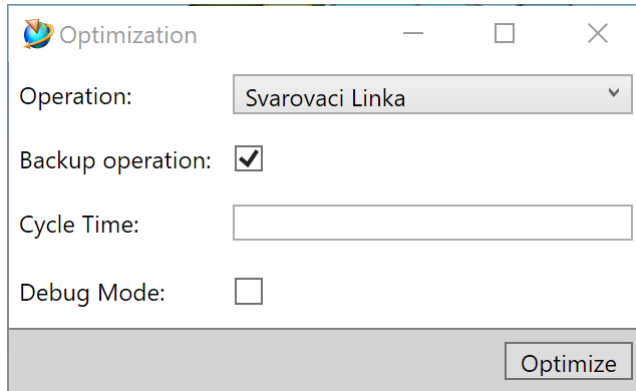 Optimization
Operation: Svarovaci Linka
Backup operation:
Cycle Time:
Debug Mode:
Optimize